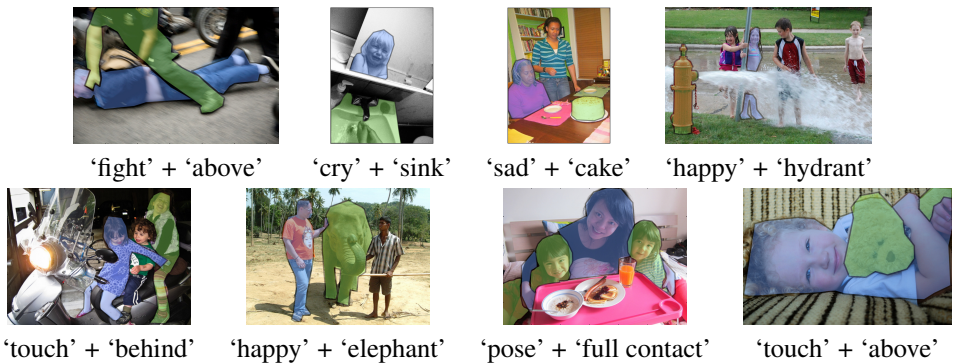 ‘fight’ + ‘above’ ‘cry’ + ‘sink’ ‘sad’ + ‘cake’ ‘happy’ + ‘hydrant’
‘touch’ + ‘behind’ ‘happy’ + ‘elephant’ ‘pose’ + ‘full contact’ ‘touch’ + ‘above’